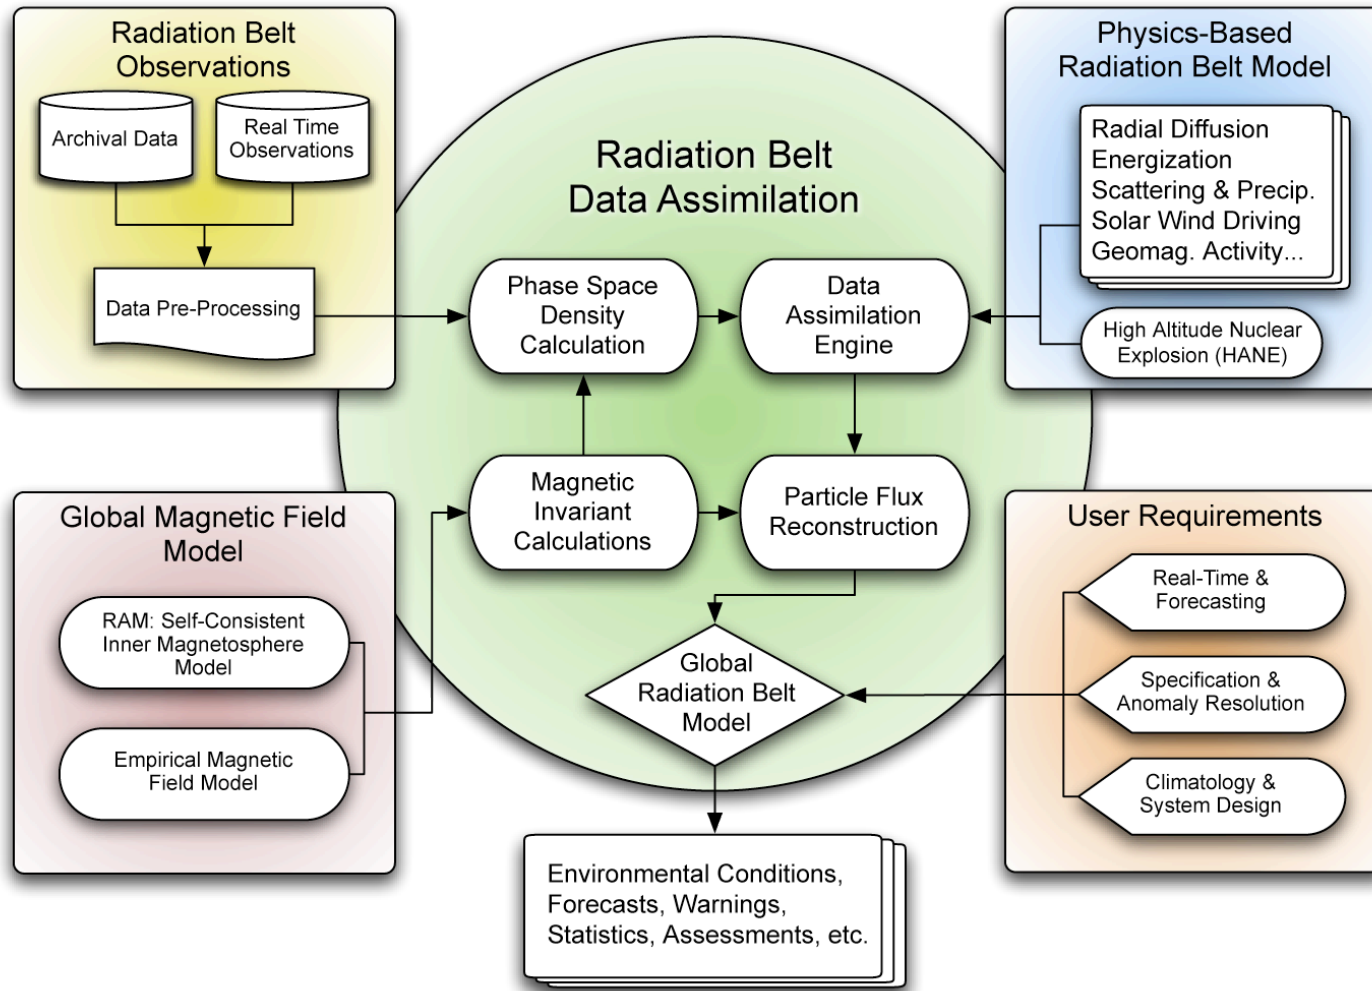 Radiation Belt
Observations
Archival Data
Real Time
Observations
Data Pre-Processing
Radiation Belt
Data Assimilation
Phase Space
Density
Calculation
Data
Assimilation
Engine
Magnetic
Invariant
Calculations
Particle Flux
Reconstruction
Global
Radiation Belt
Model
Physics-Based
Radiation Belt Model
Radial Diffusion
Energization
Scattering & Precip.
Solar Wind Driving
Geomag. Activity...
High Altitude Nuclear
Explosion (HANE)
Global Magnetic Field
Model
RAM: Self-Consistent
Inner Magnetosphere
Model
Empirical Magnetic
Field Model
User Requirements
Real-Time &
Forecasting
Specification &
Anomaly Resolution
Climatology &
System Design
Environmental Conditions,
Forecasts, Warnings,
Statistics, Assessments, etc.